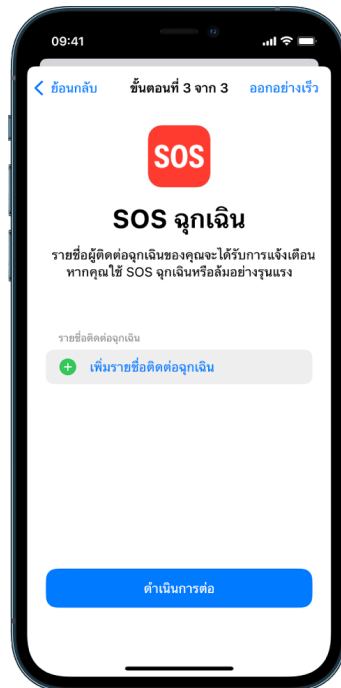 09:41
ย้อนกลับ ขั้นตอนที่ 3 จาก 3 ออกอย่างเร็ว
SOS
SOS ฉุกเฉิน
รายชื่อผู้ติดต่อฉุกเฉินของคุณจะได้รับการแจ้งเตือน
หากคุณใช้ SOS ฉุกเฉินหรือล้มอย่างรุนแรง
รายชื่อติดต่อฉุกเฉิน
เพิ่มรายชื่อติดต่อฉุกเฉิน
ดำเนินการต่อ